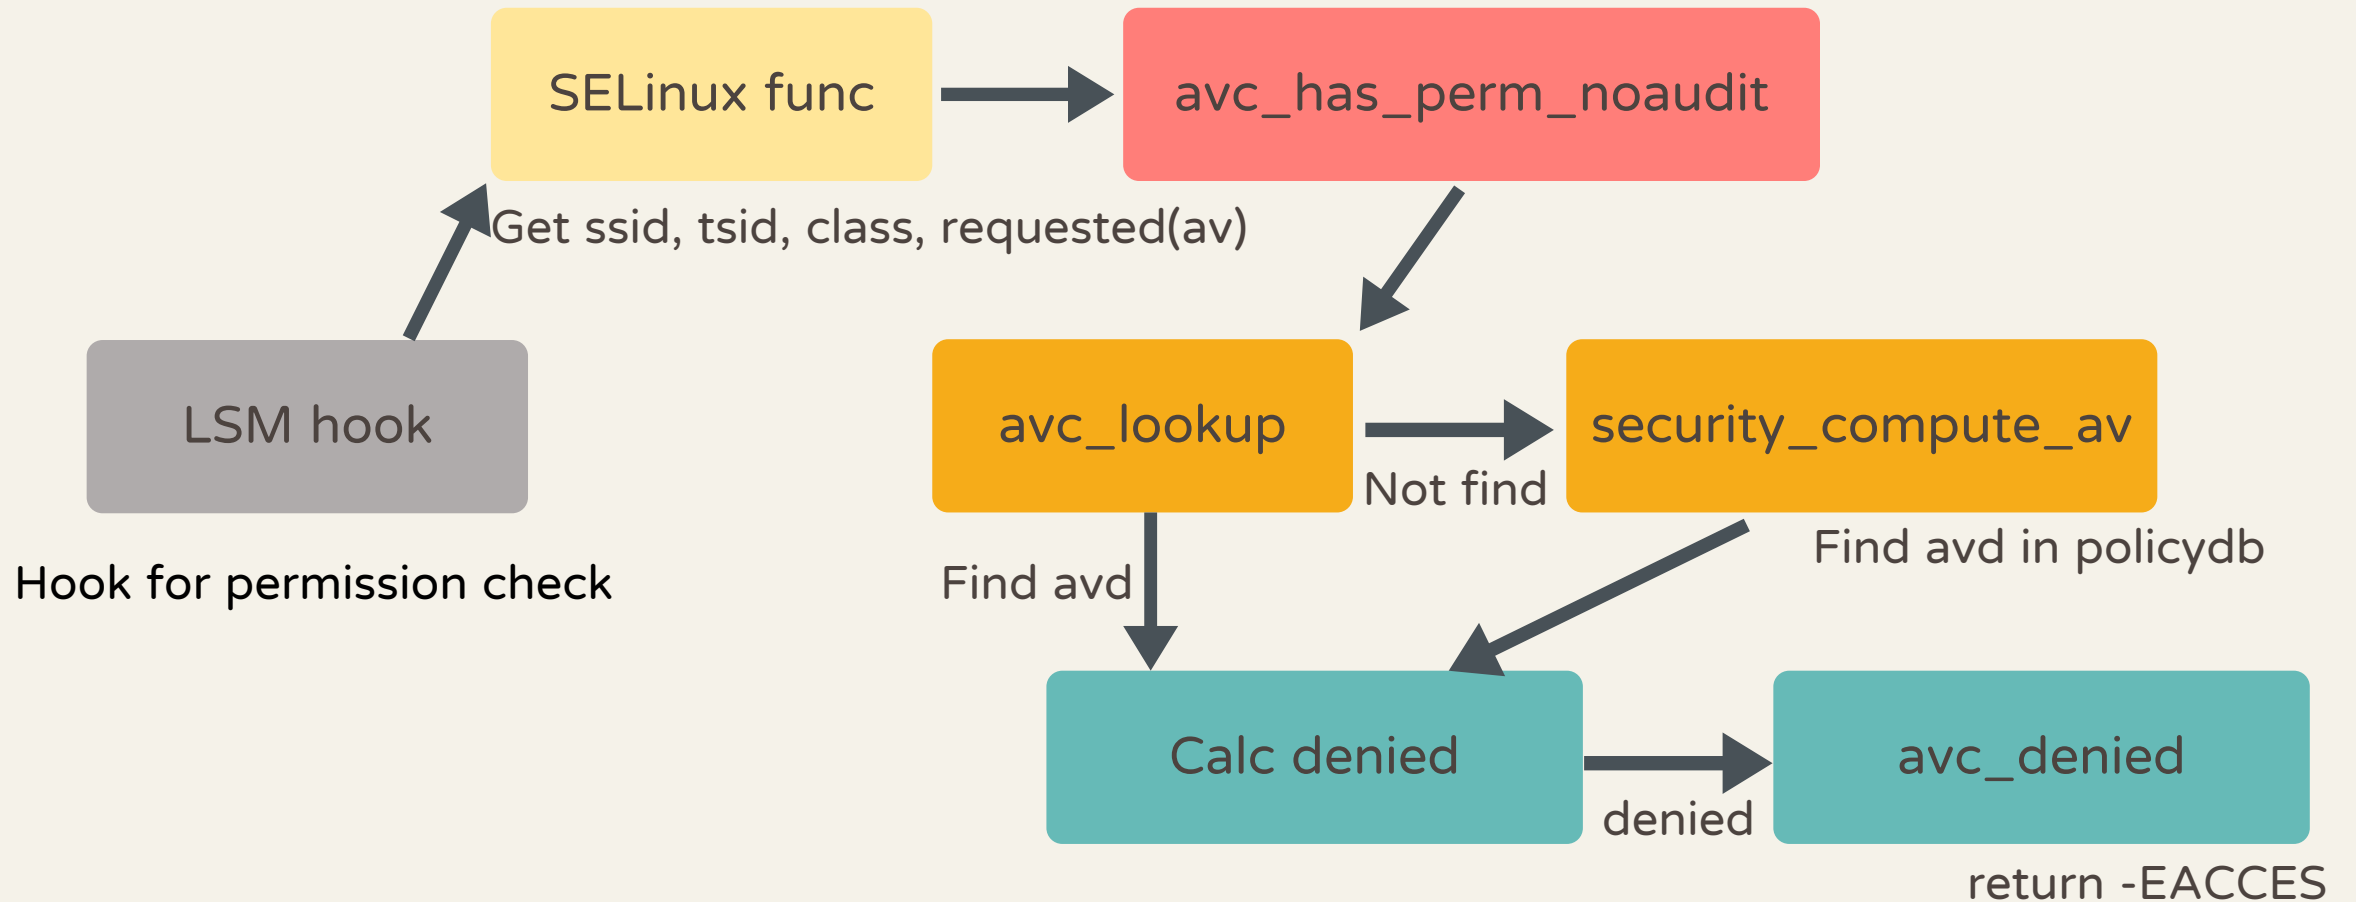 SELinux func
avc_has_perm_noaudit
Get ssid, tsid, class, requested(av)
LSM hook
avc_lookup
security_compute_av
Not find
Hook for permission check
Find avd
Find avd in policydb
Calc denied
avc_denied
denied
return -EACCES